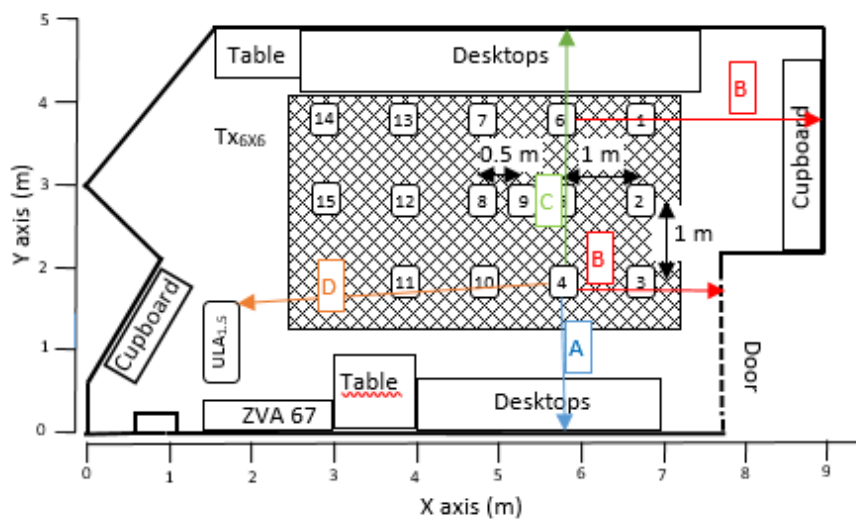 5
4
3
2
1
0
Y axis (m)
Table
Desktops
B
Cupboard
Tx6X6
14
13
7
6
1
0.5 m
1 m
15
12
8
9
C
2
1 m
B
D
11
10
4
3
Cupboard
ULA1.5
A
Door
Table
Desktops
ZVA 67
0 1 2 3 4 5 6 7 8 9
X axis (m)